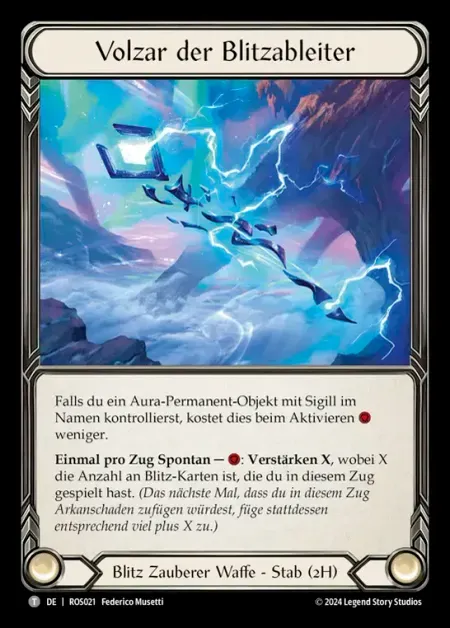 Volzar der Blitzableiter
Falls du ein Aura-Permanent-Objekt mit Sigill im
Namen kontrollierst, kostet dies beim Aktivieren
weniger.
Einmal pro Zug Spontan — : Verstärken X, wobei X
die Anzahl an Blitz-Karten ist, die du in diesem Zug
gespielt hast. (Das nächste Mal, dass du in diesem Zug
Arkanschaden zufügen würdest, füge stattdessen
entsprechend viel plus X zu.)
Blitz Zauberer Waffe - Stab (2H)
T DE | ROS021 Federico Musetti © 2024 Legend Story Studios